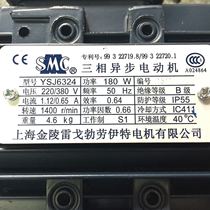 SMC
专利号:99 3 22719.8/99 3 22720.1
A024864
三相异步电动机
型号 YSJ6324 功率 180 W
电压 220/380 V 频率 50 Hz 绝缘等级 B 级
电流 1.12/0.65 A 效率 0.64 防护等级 IP55
转速 1400 r/min 功率因数 0.66 冷却方法 IC411
重量 4.6 kg 工作制 S1 环境温度 40℃
上海金陵雷戈勃劳伊特电机有限公司